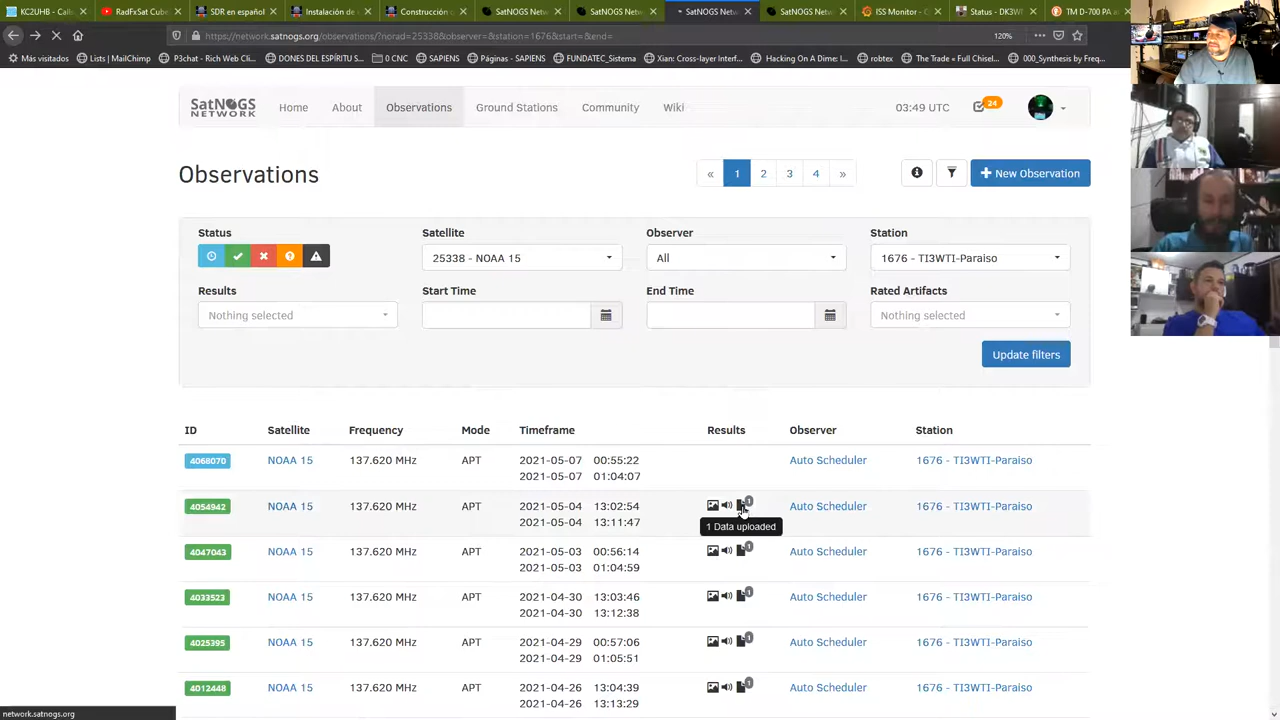 KC2UHB - Callsign
RadFxSat Cube
SDR en español
Instalación de
Construcció
SatNOGS N
SatNOGS Netw
SatNOGS Netw
SatNOGS Netw
ISS Monitor - G
Status - DK3W
TM D-700 PA
https://network.satnogs.org/observations/?norad=25338&observer=&station=1676&start=&end=
120%
Más visitados
Lists | MailChimp
P3chat - Rich Web Cli...
DONES DEL ESPÍRITU S...
D CNC
SATELITES
Páginas
FUNDATEC_Sistema
Xian: Cross-layer Interf...
Hacking On A Dime: I...
robtex
The Trade « Full Chisel...
000_Synthesis by Freq...
SatNOGS
NETWORK
Home
About
Observations
Ground Stations
Community
Wiki
03:49 UTC
24
Observations
« 1 2 3 4 »
New Observation
Status
Satellite
Observer
Station
25338 - NOAA 15
All
1676 - TI3WTI-Paraiso
Results
Start Time
End Time
Rated Artifacts
Nothing selected
Nothing selected
Update filters
ID Satellite Frequency Mode Timeframe Results Observer Station
4068070 NOAA 15 137.620 MHz APT 2021-05-07 00:55:22 Auto Scheduler 1676 - TI3WTI-Paraiso
2021-05-07 01:04:07
4054942 NOAA 15 137.620 MHz APT 2021-05-04 13:02:54 1 Auto Scheduler 1676 - TI3WTI-Paraiso
2021-05-04 13:11:47
1 Data uploaded
4047043 NOAA 15 137.620 MHz APT 2021-05-03 00:56:14 1 Auto Scheduler 1676 - TI3WTI-Paraiso
2021-05-03 01:04:59
4033523 NOAA 15 137.620 MHz APT 2021-04-30 13:03:46 1 Auto Scheduler 1676 - TI3WTI-Paraiso
2021-04-30 13:12:38
4025395 NOAA 15 137.620 MHz APT 2021-04-29 00:57:06 1 Auto Scheduler 1676 - TI3WTI-Paraiso
2021-04-29 01:05:51
4012448 NOAA 15 137.620 MHz APT 2021-04-26 13:04:39 1 Auto Scheduler 1676 - TI3WTI-Paraiso
2021-04-26 13:13:29
network.satnogs.org